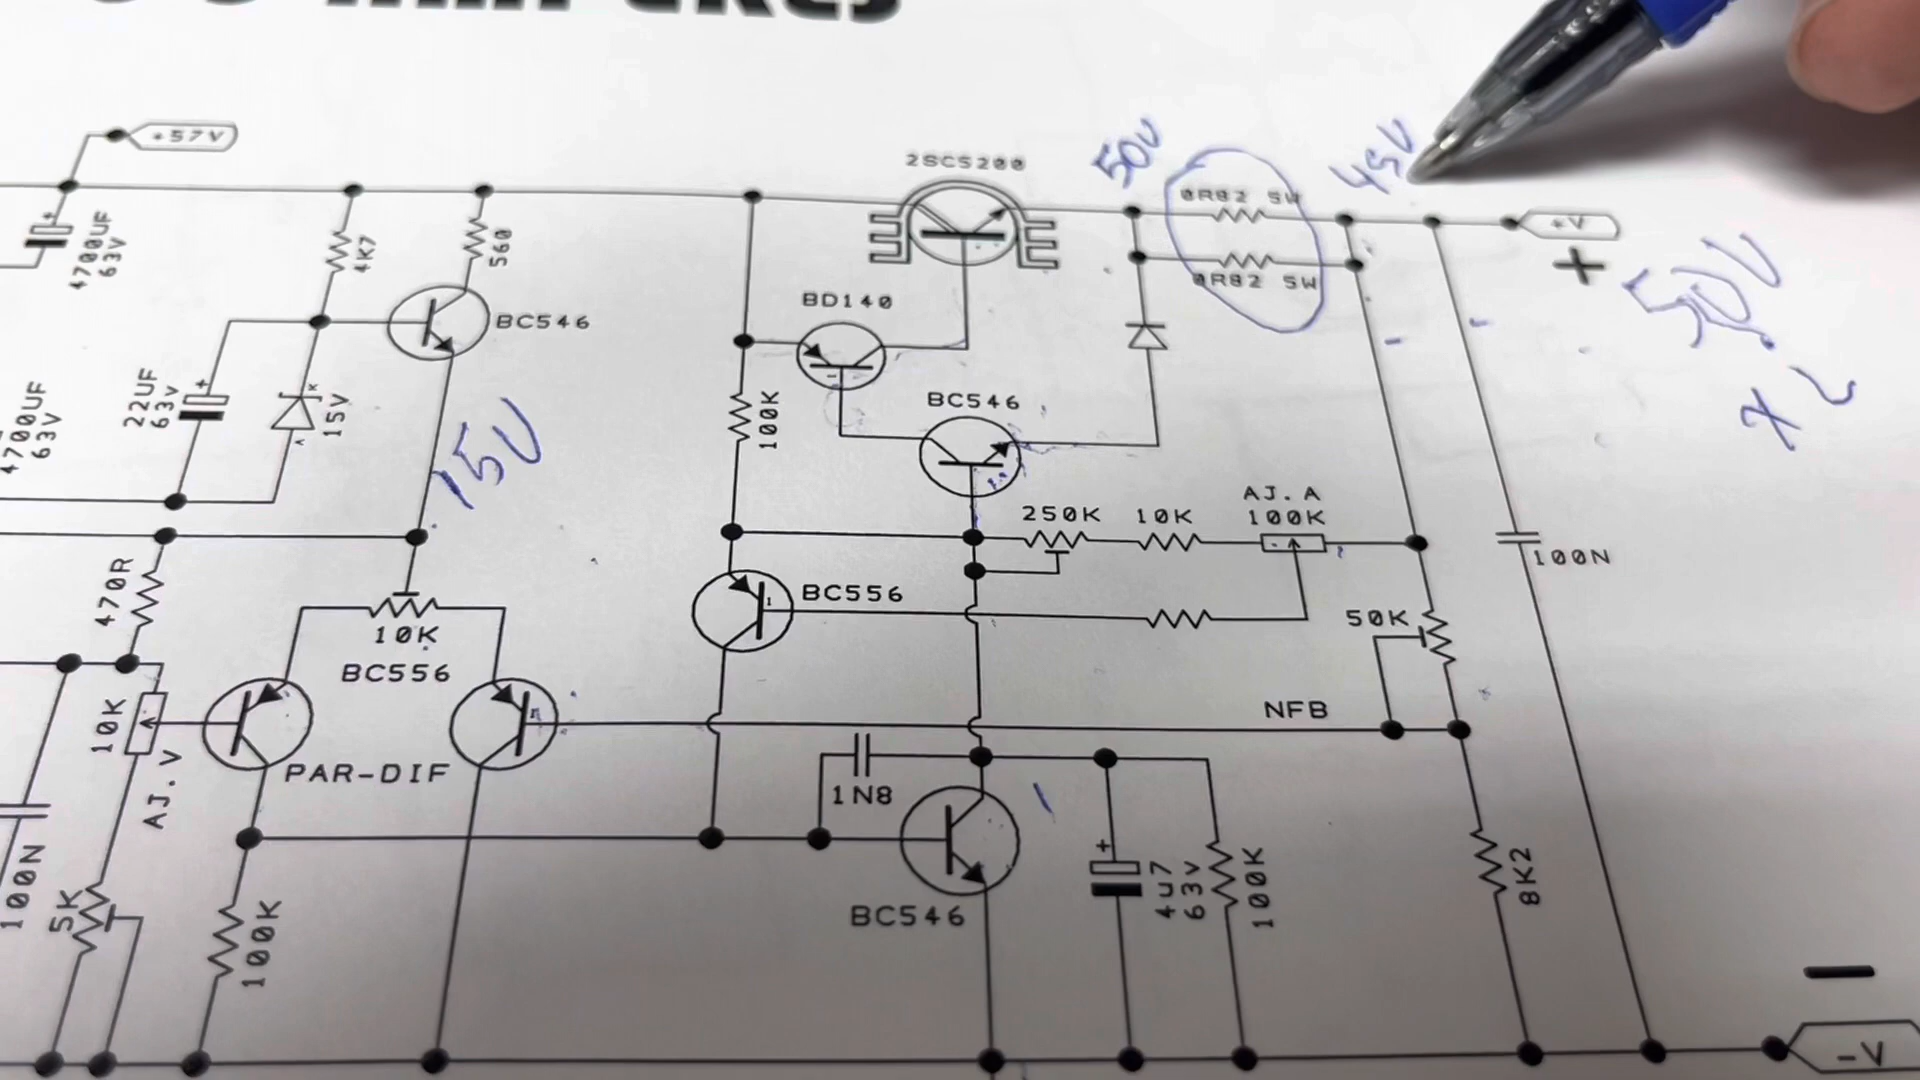 +57V
2SC5200
50V
0R82 5W
49V
+V
+
4700UF
63V
4K7
560
BC546
BD140
0R82 5W
50V
x 2
22UF
63V
15V
K
A
4700UF
63V
100K
BC546
15V
AJ.A
250K
10K
100K
100N
470R
BC556
50K
10K
BC556
NFB
10K
AJ.V
PAR-DIF
1N8
100N
5K
100K
BC546
+
4u7
63V
100K
8K2
-
-V